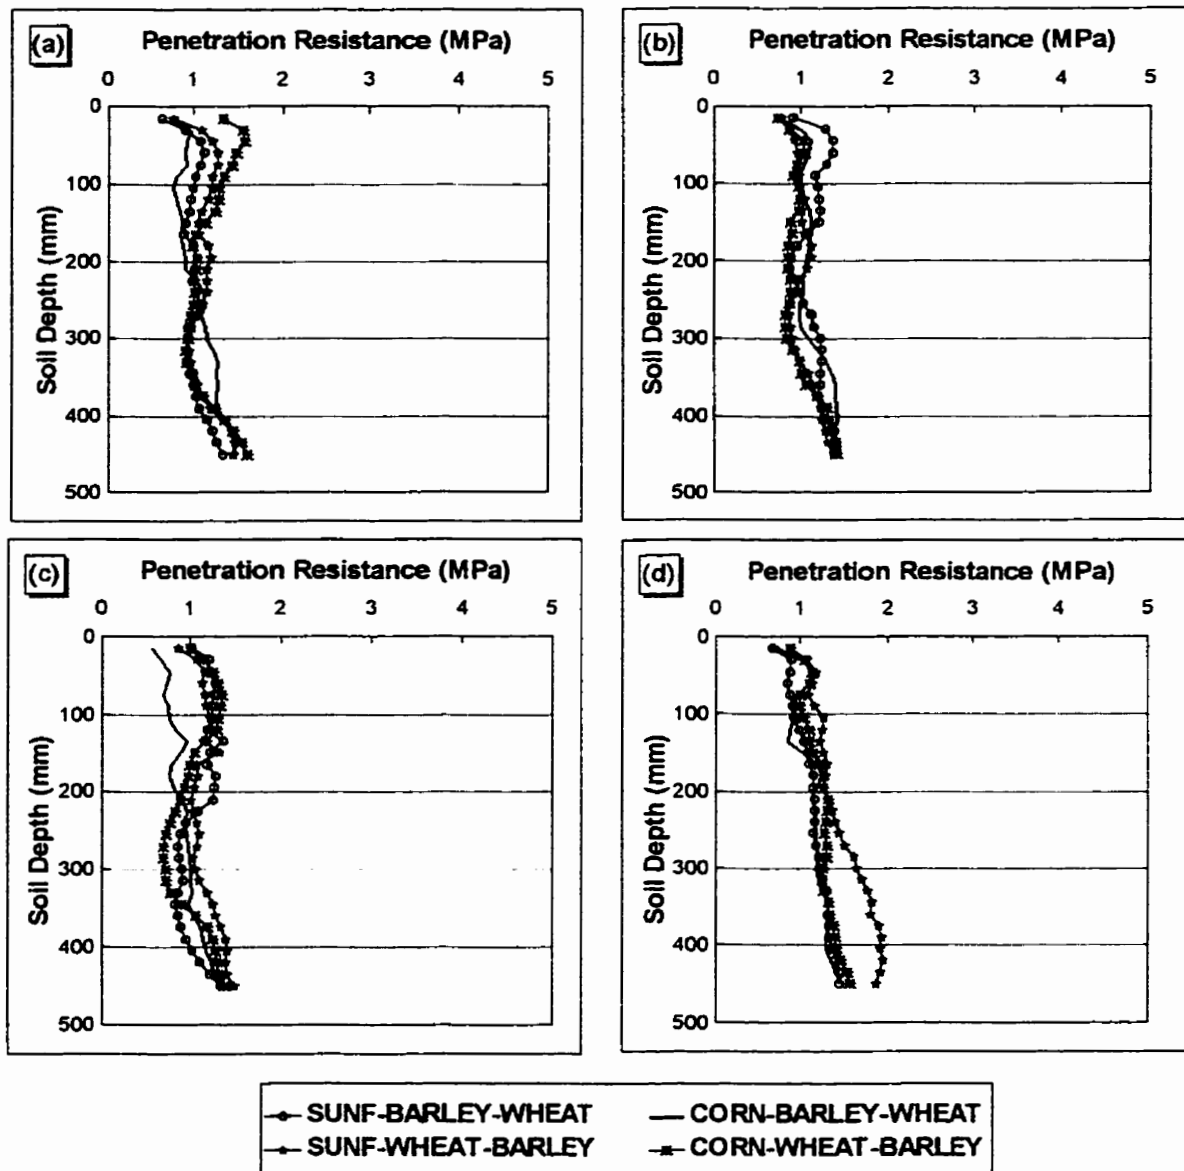 (a) Penetration Resistance (MPa)
0 1 2 3 4 5
0
100
200
300
400
500
Soil Depth (mm)
(b) Penetration Resistance (MPa)
0 1 2 3 4 5
0
100
200
300
400
500
Soil Depth (mm)
(c) Penetration Resistance (MPa)
0 1 2 3 4 5
0
100
200
300
400
500
Soil Depth (mm)
(d) Penetration Resistance (MPa)
0 1 2 3 4 5
0
100
200
300
400
500
Soil Depth (mm)
SUNF-BARLEY-WHEAT CORN-BARLEY-WHEAT
SUNF-WHEAT-BARLEY CORN-WHEAT-BARLEY